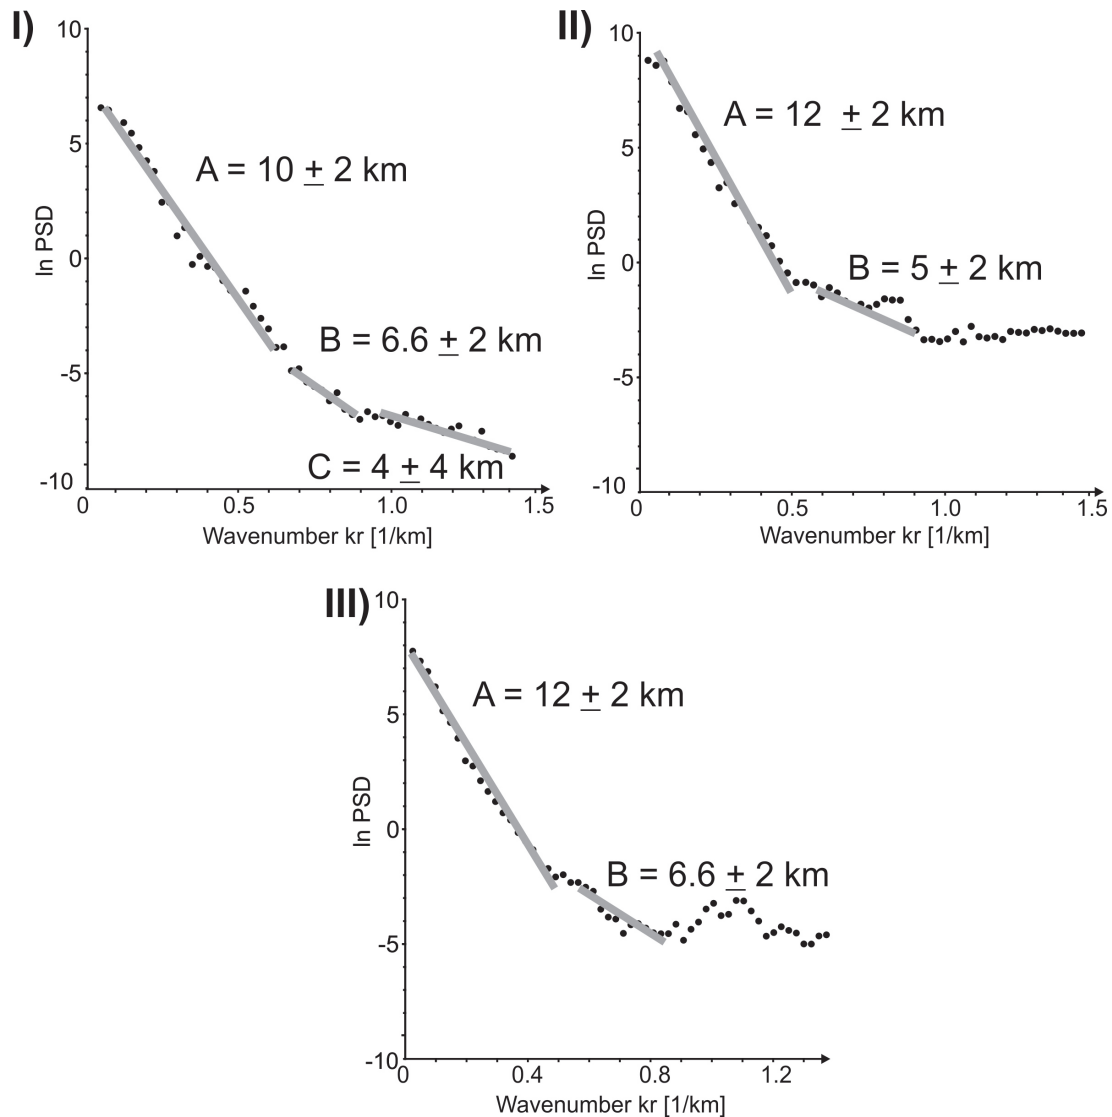 I)
10
5
0
-5
-10
ln PSD
A = 10 ± 2 km
B = 6.6 ± 2 km
C = 4 ± 4 km
0 0.5 1.0 1.5
Wavenumber kr [1/km]
II)
10
5
0
-5
-10
ln PSD
A = 12 ± 2 km
B = 5 ± 2 km
0 0.5 1.0 1.5
Wavenumber kr [1/km]
III)
10
5
0
-5
-10
ln PSD
A = 12 ± 2 km
B = 6.6 ± 2 km
0 0.4 0.8 1.2
Wavenumber kr [1/km]